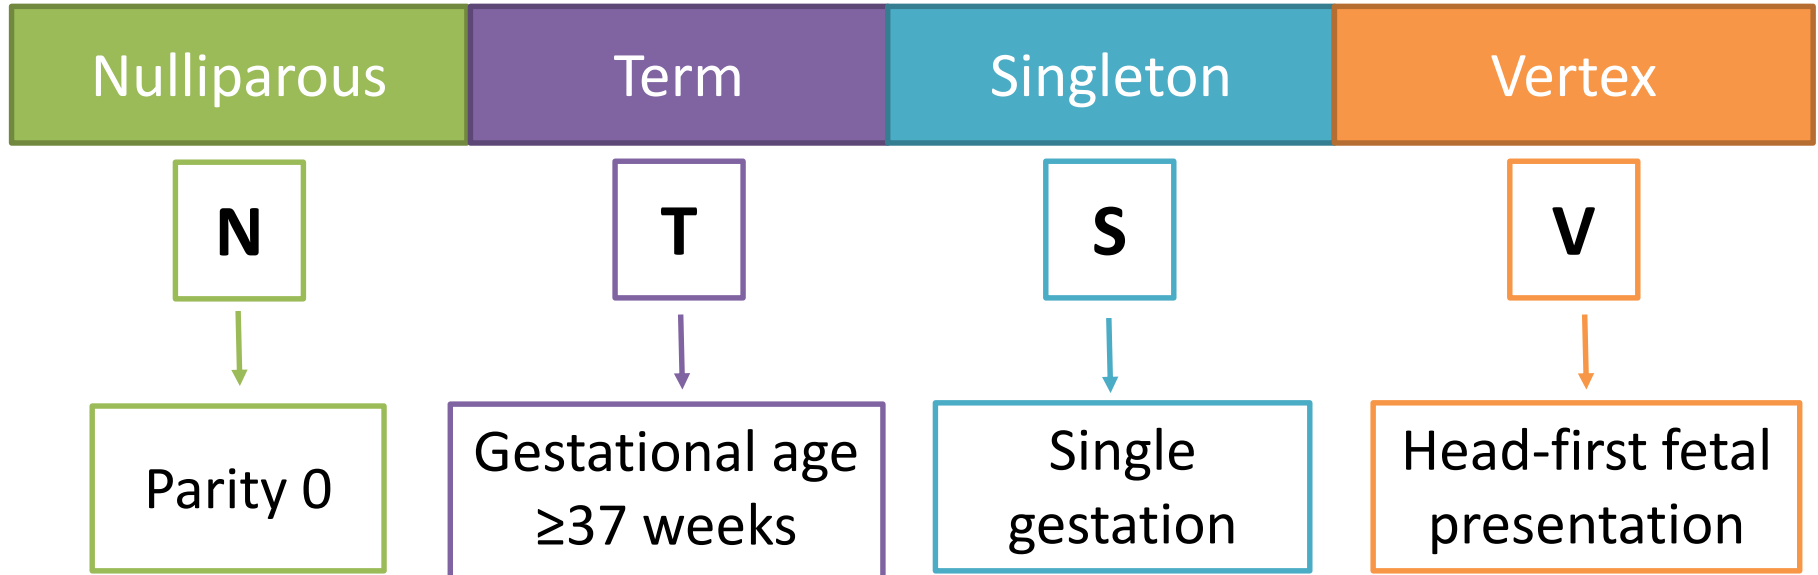 Nulliparous
Term
Singleton
Vertex
N
T
S
V
Parity 0
Gestational age
≥37 weeks
Single
gestation
Head-first fetal
presentation